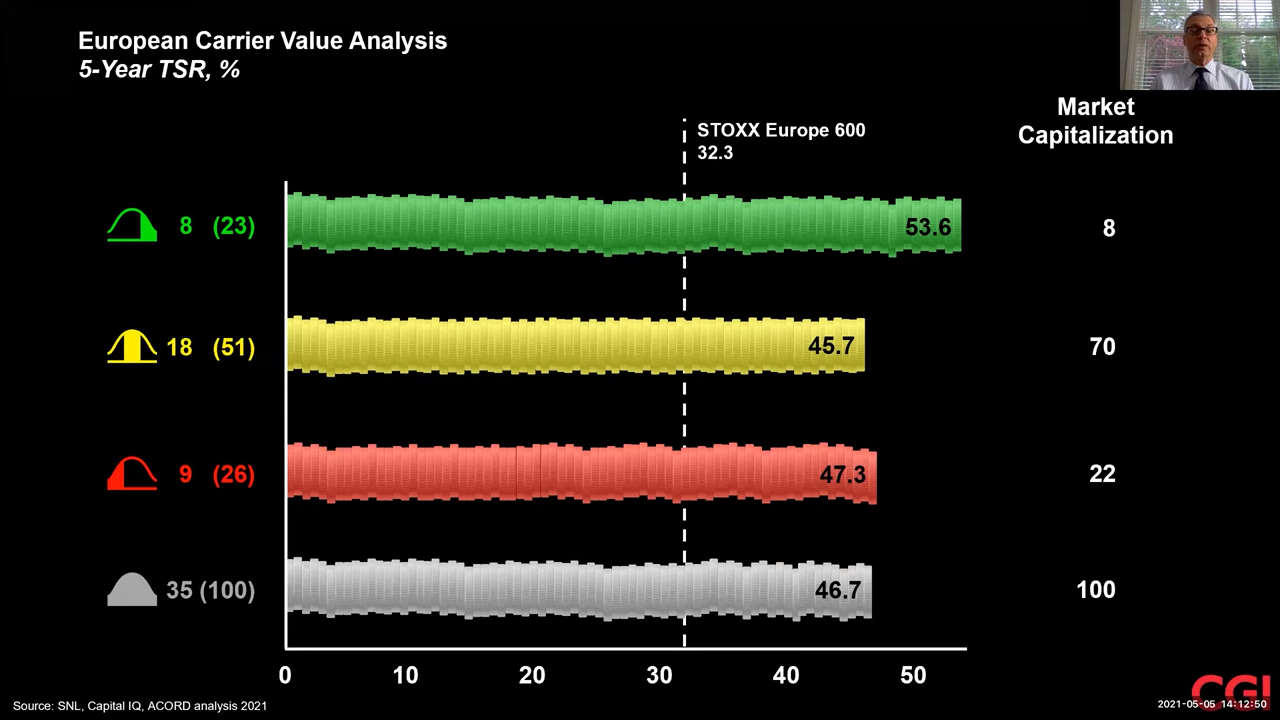 European Carrier Value Analysis
5-Year TSR, %
Market
Capitalization
STOXX Europe 600
32.3
8 (23) 53.6 8
18 (51) 45.7 70
9 (26) 47.3 22
35 (100) 46.7 100
0 10 20 30 40 50
CGI
Source: SNL, Capital IQ, ACORD analysis 2021
2021-05-05 14:12:50